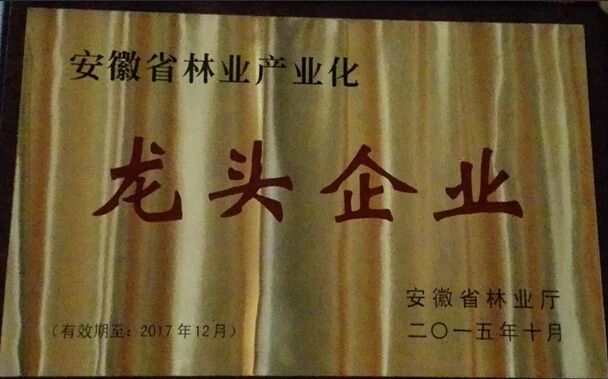 安徽省林业产业化
龙头企业
安徽省林业厅
(有效期至：2017年12月)
二〇一五年十月